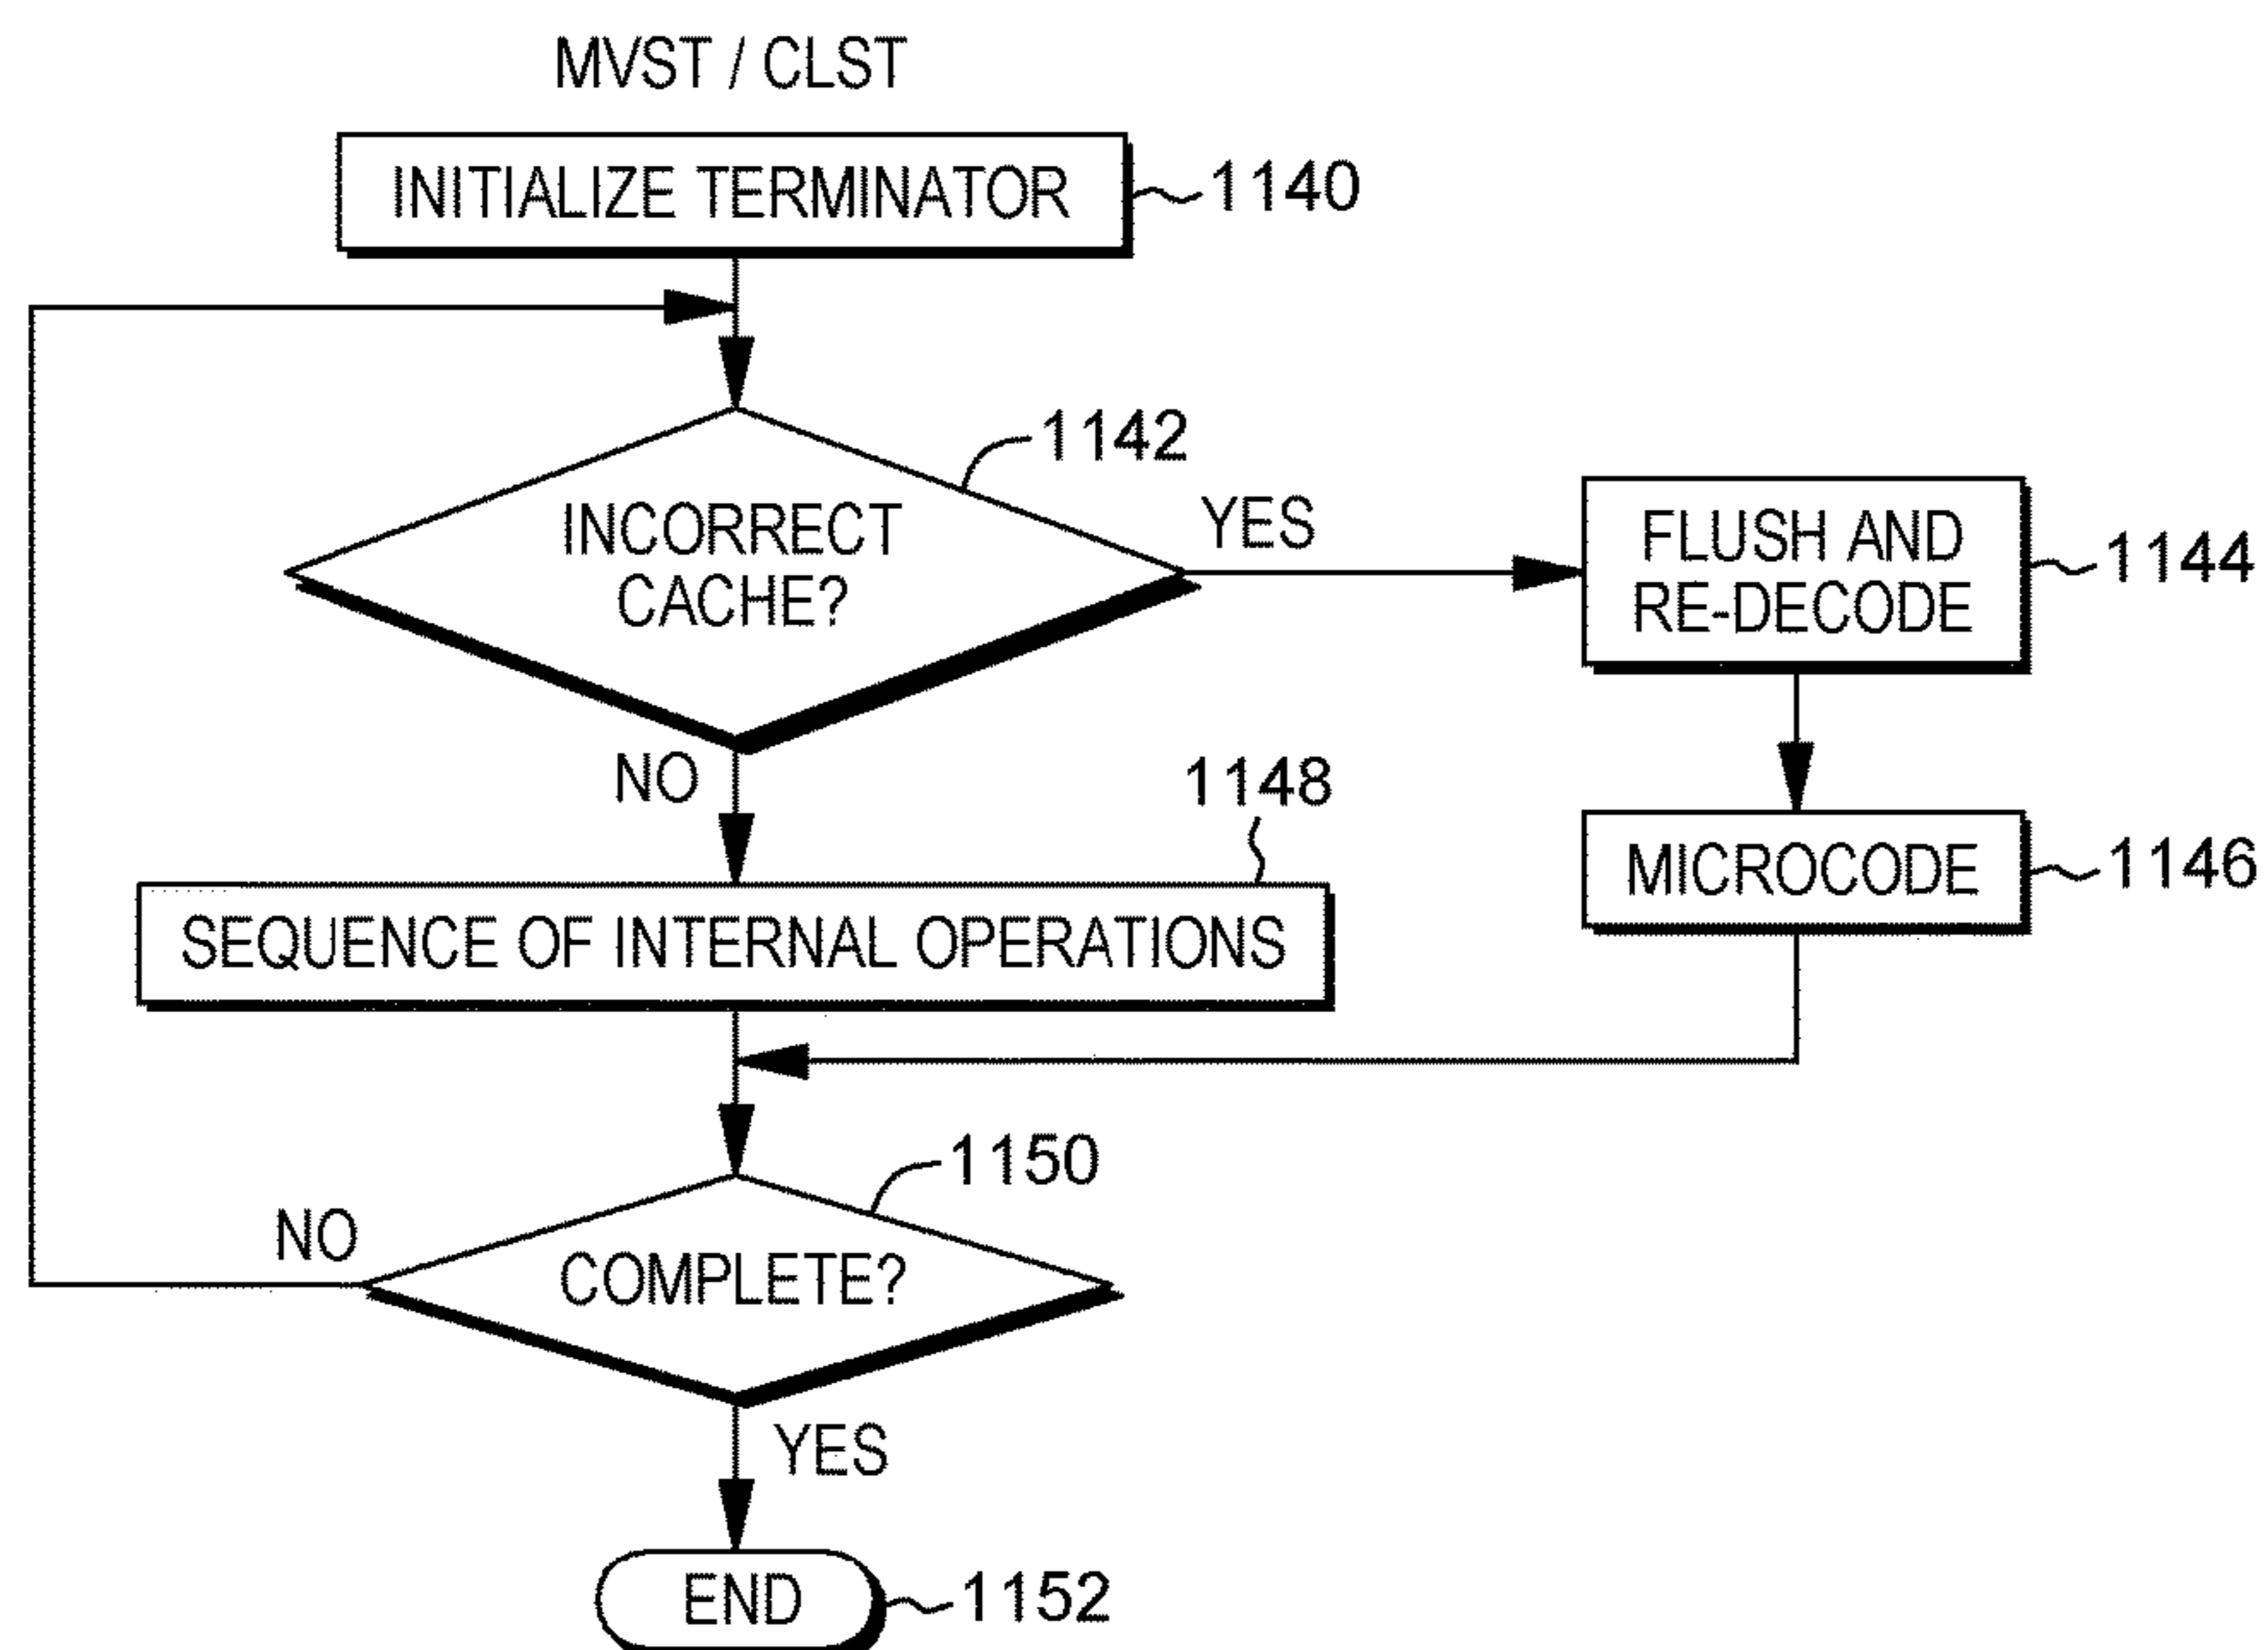 MVST / CLST
INITIALIZE TERMINATOR
1140
1142
INCORRECT
CACHE?
YES
FLUSH AND
RE-DECODE
1144
NO
1148
MICROCODE
1146
SEQUENCE OF INTERNAL OPERATIONS
1150
NO
COMPLETE?
YES
END
1152